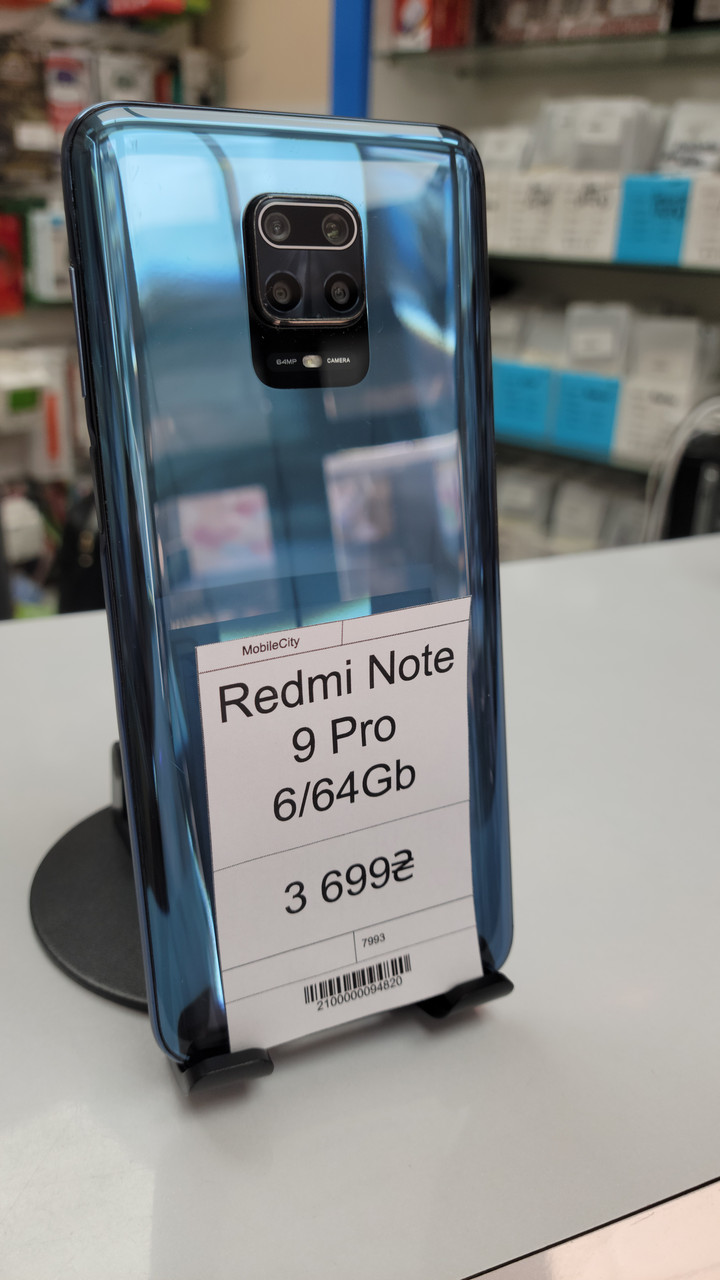 64MP CAMERA
MobileCity
Redmi Note
9 Pro
6/64Gb
3 699₴
7993
2100000094820